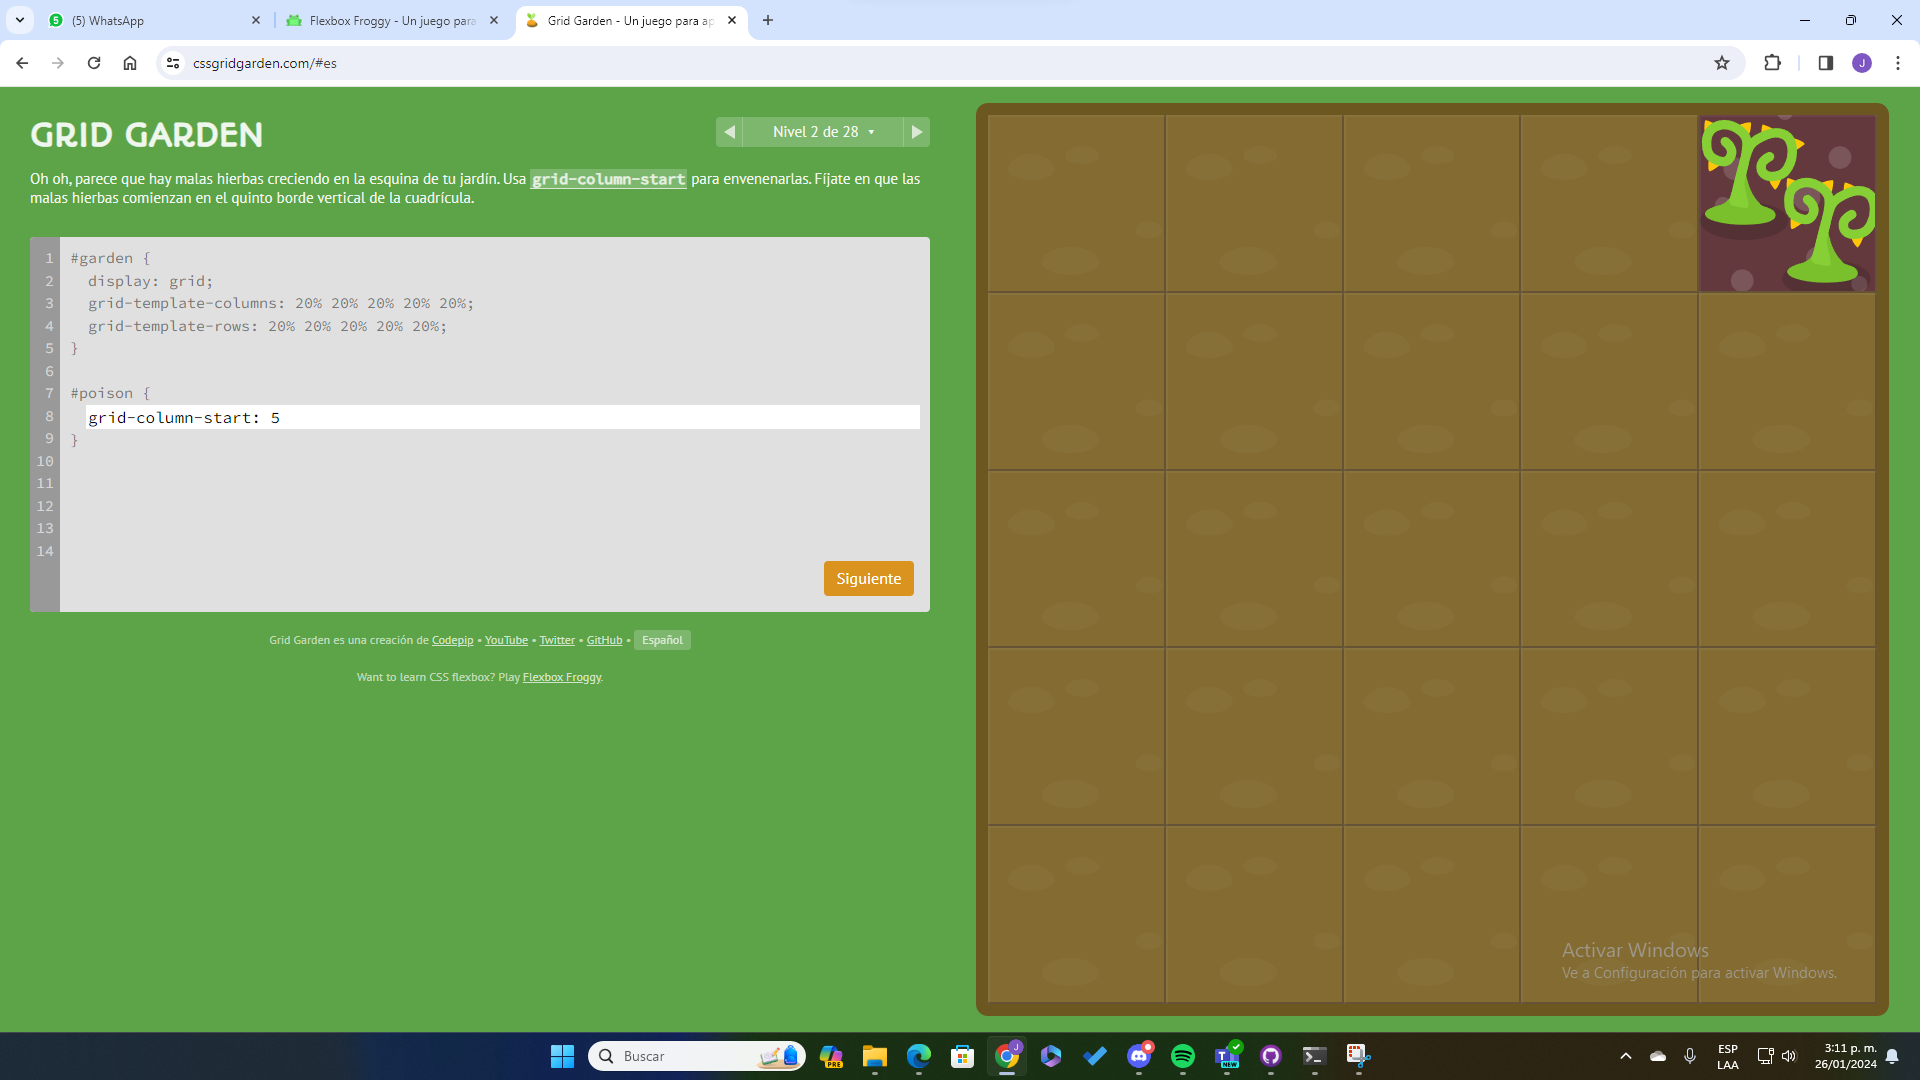 (5) WhatsApp
Flexbox Froggy - Un juego para
Grid Garden - Un juego para ap
cssgridgarden.com/#es
J
GRID GARDEN
Nivel 2 de 28
Oh oh, parece que hay malas hierbas creciendo en la esquina de tu jardín. Usa grid-column-start para envenenarlas. Fíjate en que las
malas hierbas comienzan en el quinto borde vertical de la cuadrícula.
1 #garden {
2 display: grid;
3 grid-template-columns: 20% 20% 20% 20% 20%;
4 grid-template-rows: 20% 20% 20% 20% 20%;
5 }
6
7 #poison {
8 grid-column-start: 5
9 }
10
11
12
13
14
Siguiente
Grid Garden es una creación de Codepip • YouTube • Twitter • GitHub • Español
Want to learn CSS flexbox? Play Flexbox Froggy.
Activar Windows
Ve a Configuración para activar Windows.
Buscar
PRE
J
NEW
ESP
LAA
3:11 p. m.
26/01/2024